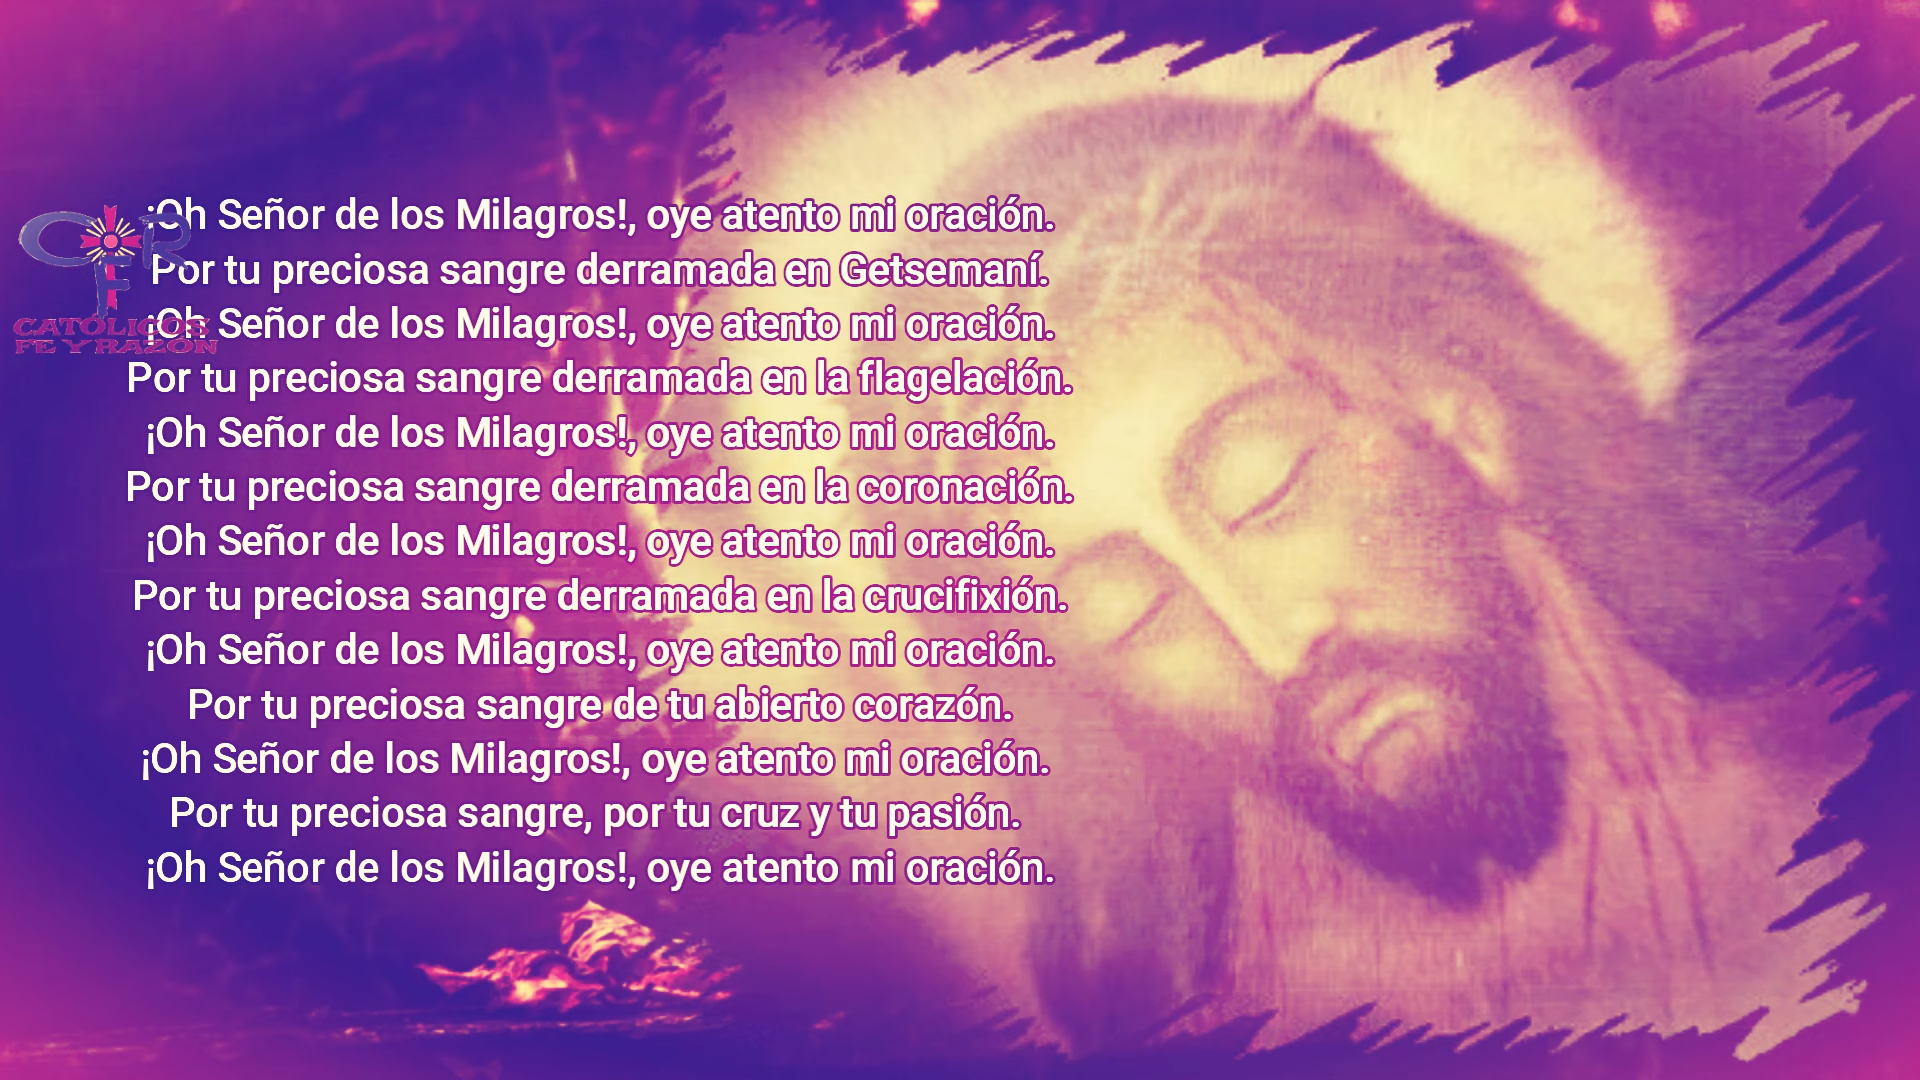 ¡Oh Señor de los Milagros!, oye atento mi oración.
Por tu preciosa sangre derramada en Getsemaní.
¡Oh Señor de los Milagros!, oye atento mi oración.
Por tu preciosa sangre derramada en la flagelación.
¡Oh Señor de los Milagros!, oye atento mi oración.
Por tu preciosa sangre derramada en la coronación.
¡Oh Señor de los Milagros!, oye atento mi oración.
Por tu preciosa sangre derramada en la crucifixión.
¡Oh Señor de los Milagros!, oye atento mi oración.
Por tu preciosa sangre de tu abierto corazón.
¡Oh Señor de los Milagros!, oye atento mi oración.
Por tu preciosa sangre, por tu cruz y tu pasión.
¡Oh Señor de los Milagros!, oye atento mi oración.
C R
F
CATÓLICOS
FE Y RAZÓN